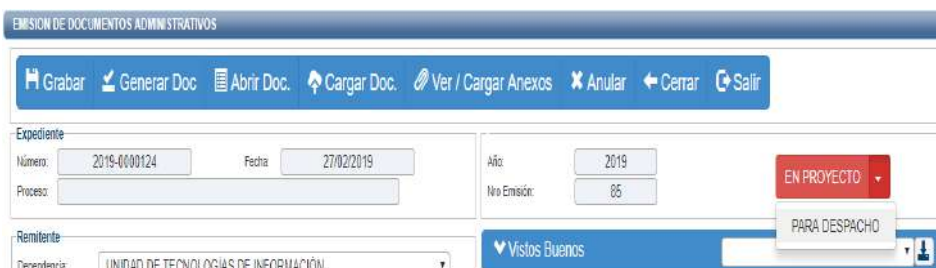 EMISION DE DOCUMENTOS ADMINISTRATIVOS
Grabar Generar Doc Abrir Doc. Cargar Doc. Ver / Cargar Anexos Anular Cerrar Salir
Expediente
Número: 2019-0000124 Fecha: 27/02/2019 Año: 2019
EN PROYECTO
Proceso: Nro Emisión: 85
PARA DESPACHO
Remitente
Vistos Buenos
Dependencia: UNIDAD DE TECNOLOGÍAS DE INFORMACIÓN